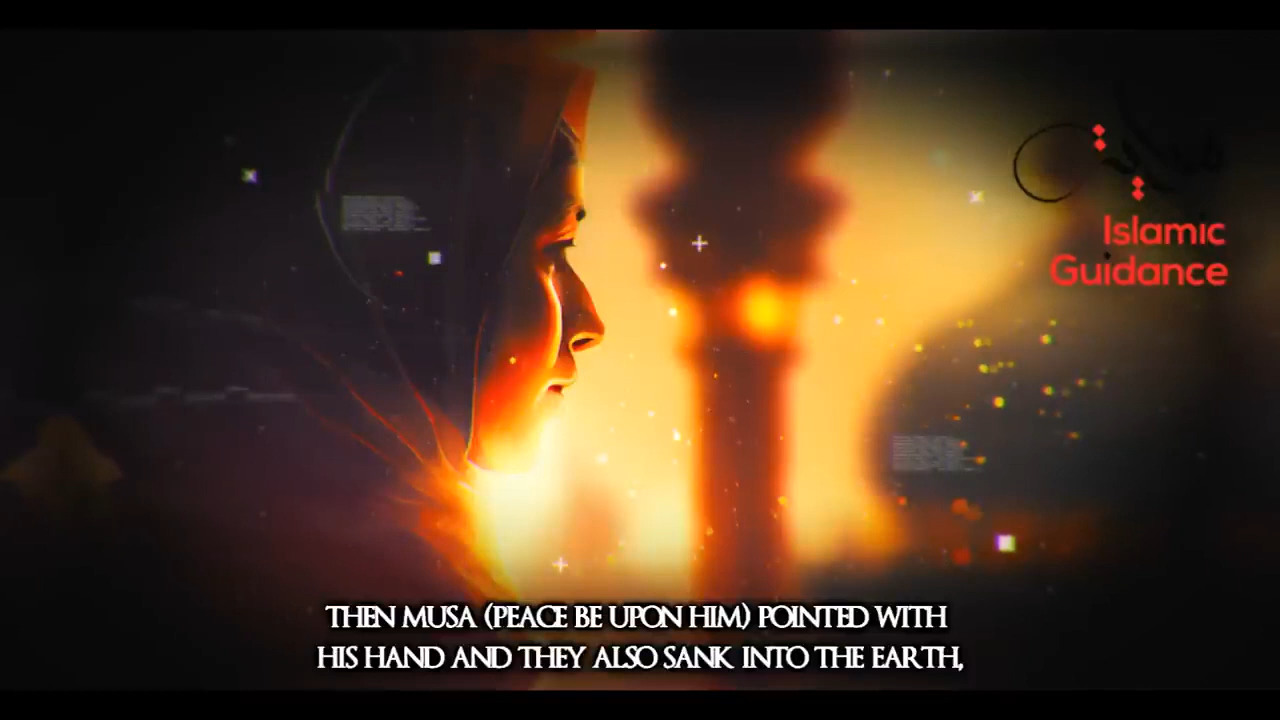 Islamic
Guidance
THEN MUSA (PEACE BE UPON HIM) POINTED WITH
HIS HAND AND THEY ALSO SANK INTO THE EARTH,